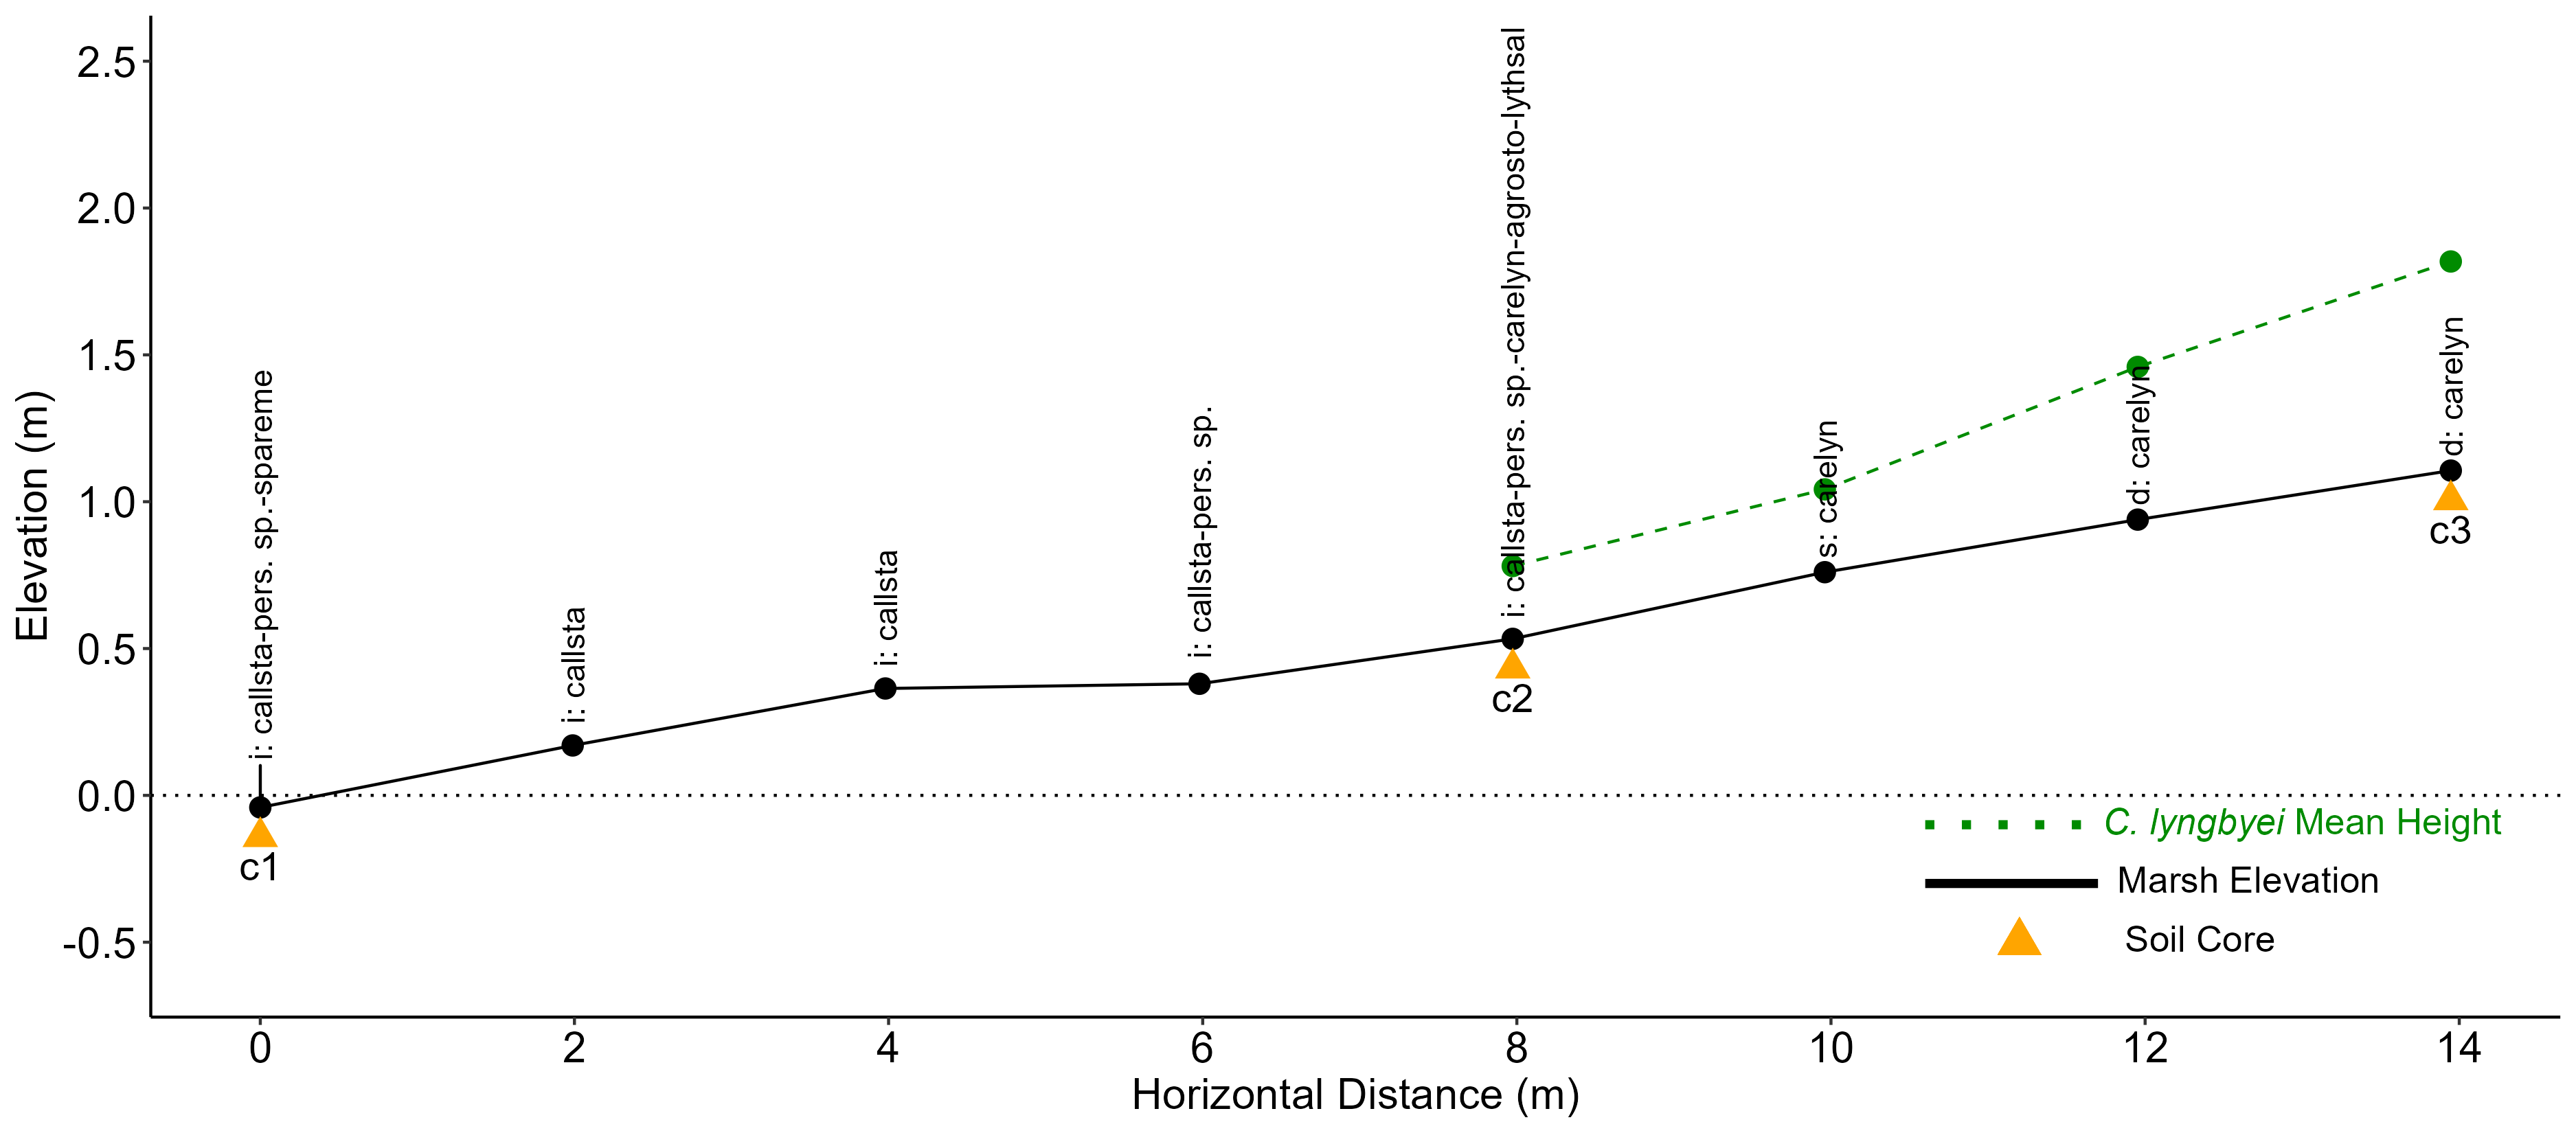 Elevation (m)
2.5
2.0
1.5
1.0
0.5
0.0
-0.5
i: callsta-pers. sp.-spareme
i: callsta
i: callsta
i: callsta-pers. sp.
i: callsta-pers. sp.-carelyn-agrosto-lythsal
s: carelyn
d: carelyn
d: carelyn
c1
c2
c3
C. lyngbyei Mean Height
Marsh Elevation
Soil Core
0 2 4 6 8 10 12 14
Horizontal Distance (m)